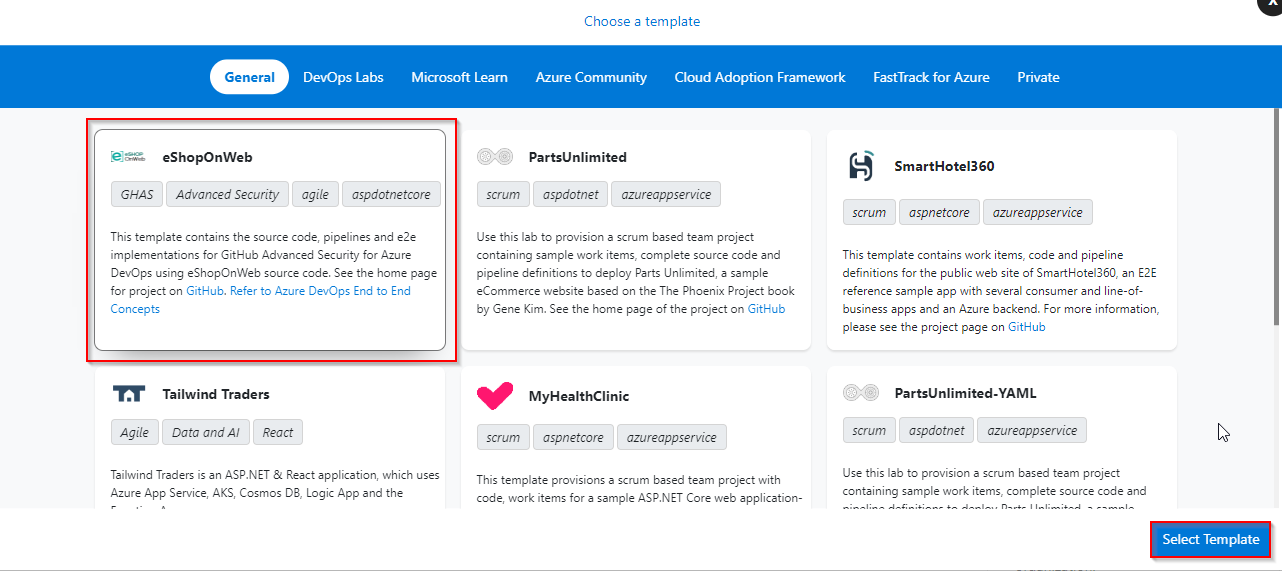 X
Choose a template
General DevOps Labs Microsoft Learn Azure Community Cloud Adoption Framework FastTrack for Azure Private
eSHOP
OnWeb
eShopOnWeb
GHAS Advanced Security agile aspdotnetcore
This template contains the source code, pipelines and e2e
implementations for GitHub Advanced Security for Azure
DevOps using eShopOnWeb source code. See the home page
for project on GitHub. Refer to Azure DevOps End to End
Concepts
PartsUnlimited
scrum aspdotnet azureappservice
Use this lab to provision a scrum based team project
containing sample work items, complete source code and
pipeline definitions to deploy Parts Unlimited, a sample
eCommerce website based on the The Phoenix Project book
by Gene Kim. See the home page of the project on GitHub
SmartHotel360
scrum aspnetcore azureappservice
This template contains work items, code and pipeline
definitions for the public web site of SmartHotel360, an E2E
reference sample app with several consumer and line-of-
business apps and an Azure backend. For more information,
please see the project page on GitHub
Tailwind Traders
Agile Data and AI React
Tailwind Traders is an ASP.NET & React application, which uses
Azure App Service, AKS, Cosmos DB, Logic App and the
MyHealthClinic
scrum aspnetcore azureappservice
This template provisions a scrum based team project with
code, work items for a sample ASP.NET Core web application-
PartsUnlimited-YAML
scrum aspdotnet azureappservice
Use this lab to provision a scrum based team project
containing sample work items, complete source code and
pipeline definitions to deploy Parts Unlimited, a sample
Select Template